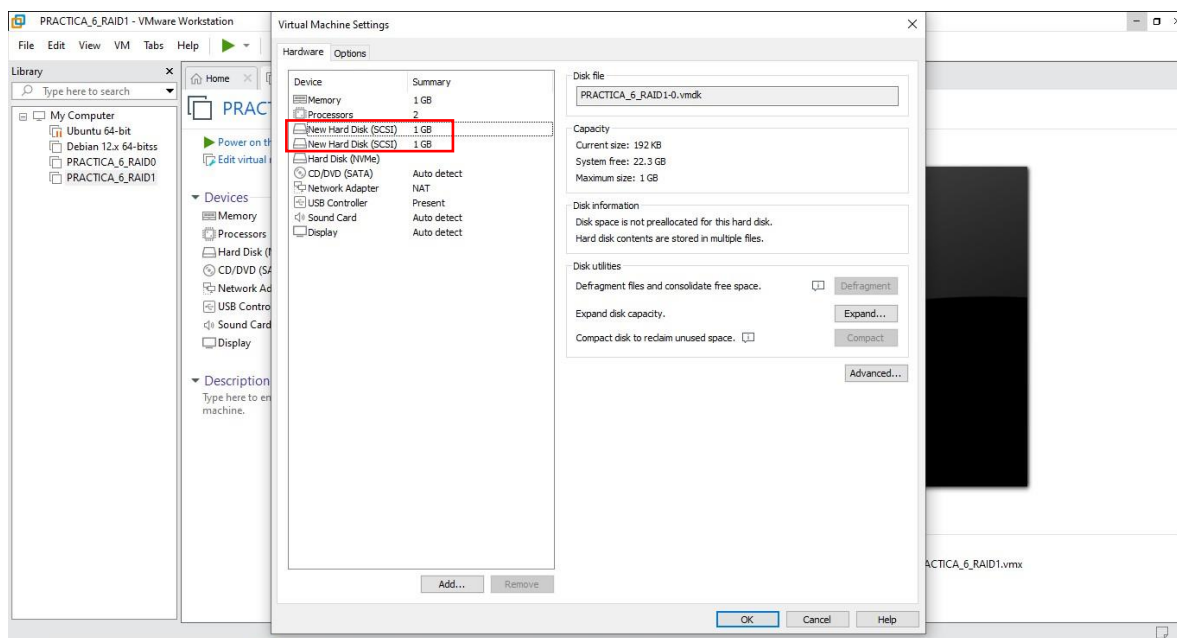 PRACTICA_6_RAID1 - VMware Workstation
File Edit View VM Tabs Help
Library
Type here to search
My Computer
Ubuntu 64-bit
Debian 12.x 64-bitss
PRACTICA_6_RAID0
PRACTICA_6_RAID1
Home
PRAC
Power on th
Edit virtual
Devices
Memory
Processors
Hard Disk (
CD/DVD (SA
Network Ad
USB Contro
Sound Card
Display
Description
Type here to en
machine.
Virtual Machine Settings
Hardware Options
Device Summary
Memory 1 GB
Processors 2
New Hard Disk (SCSI) 1 GB
New Hard Disk (SCSI) 1 GB
Hard Disk (NVMe)
CD/DVD (SATA) Auto detect
Network Adapter NAT
USB Controller Present
Sound Card Auto detect
Display Auto detect
Add... Remove
Disk file
PRACTICA_6_RAID1-0.vmdk
Capacity
Current size: 192 KB
System free: 22.3 GB
Maximum size: 1 GB
Disk information
Disk space is not preallocated for this hard disk.
Hard disk contents are stored in multiple files.
Disk utilities
Defragment files and consolidate free space. Defragment
Expand disk capacity. Expand...
Compact disk to reclaim unused space. Compact
Advanced...
OK Cancel Help
ACTICA_6_RAID1.vmx